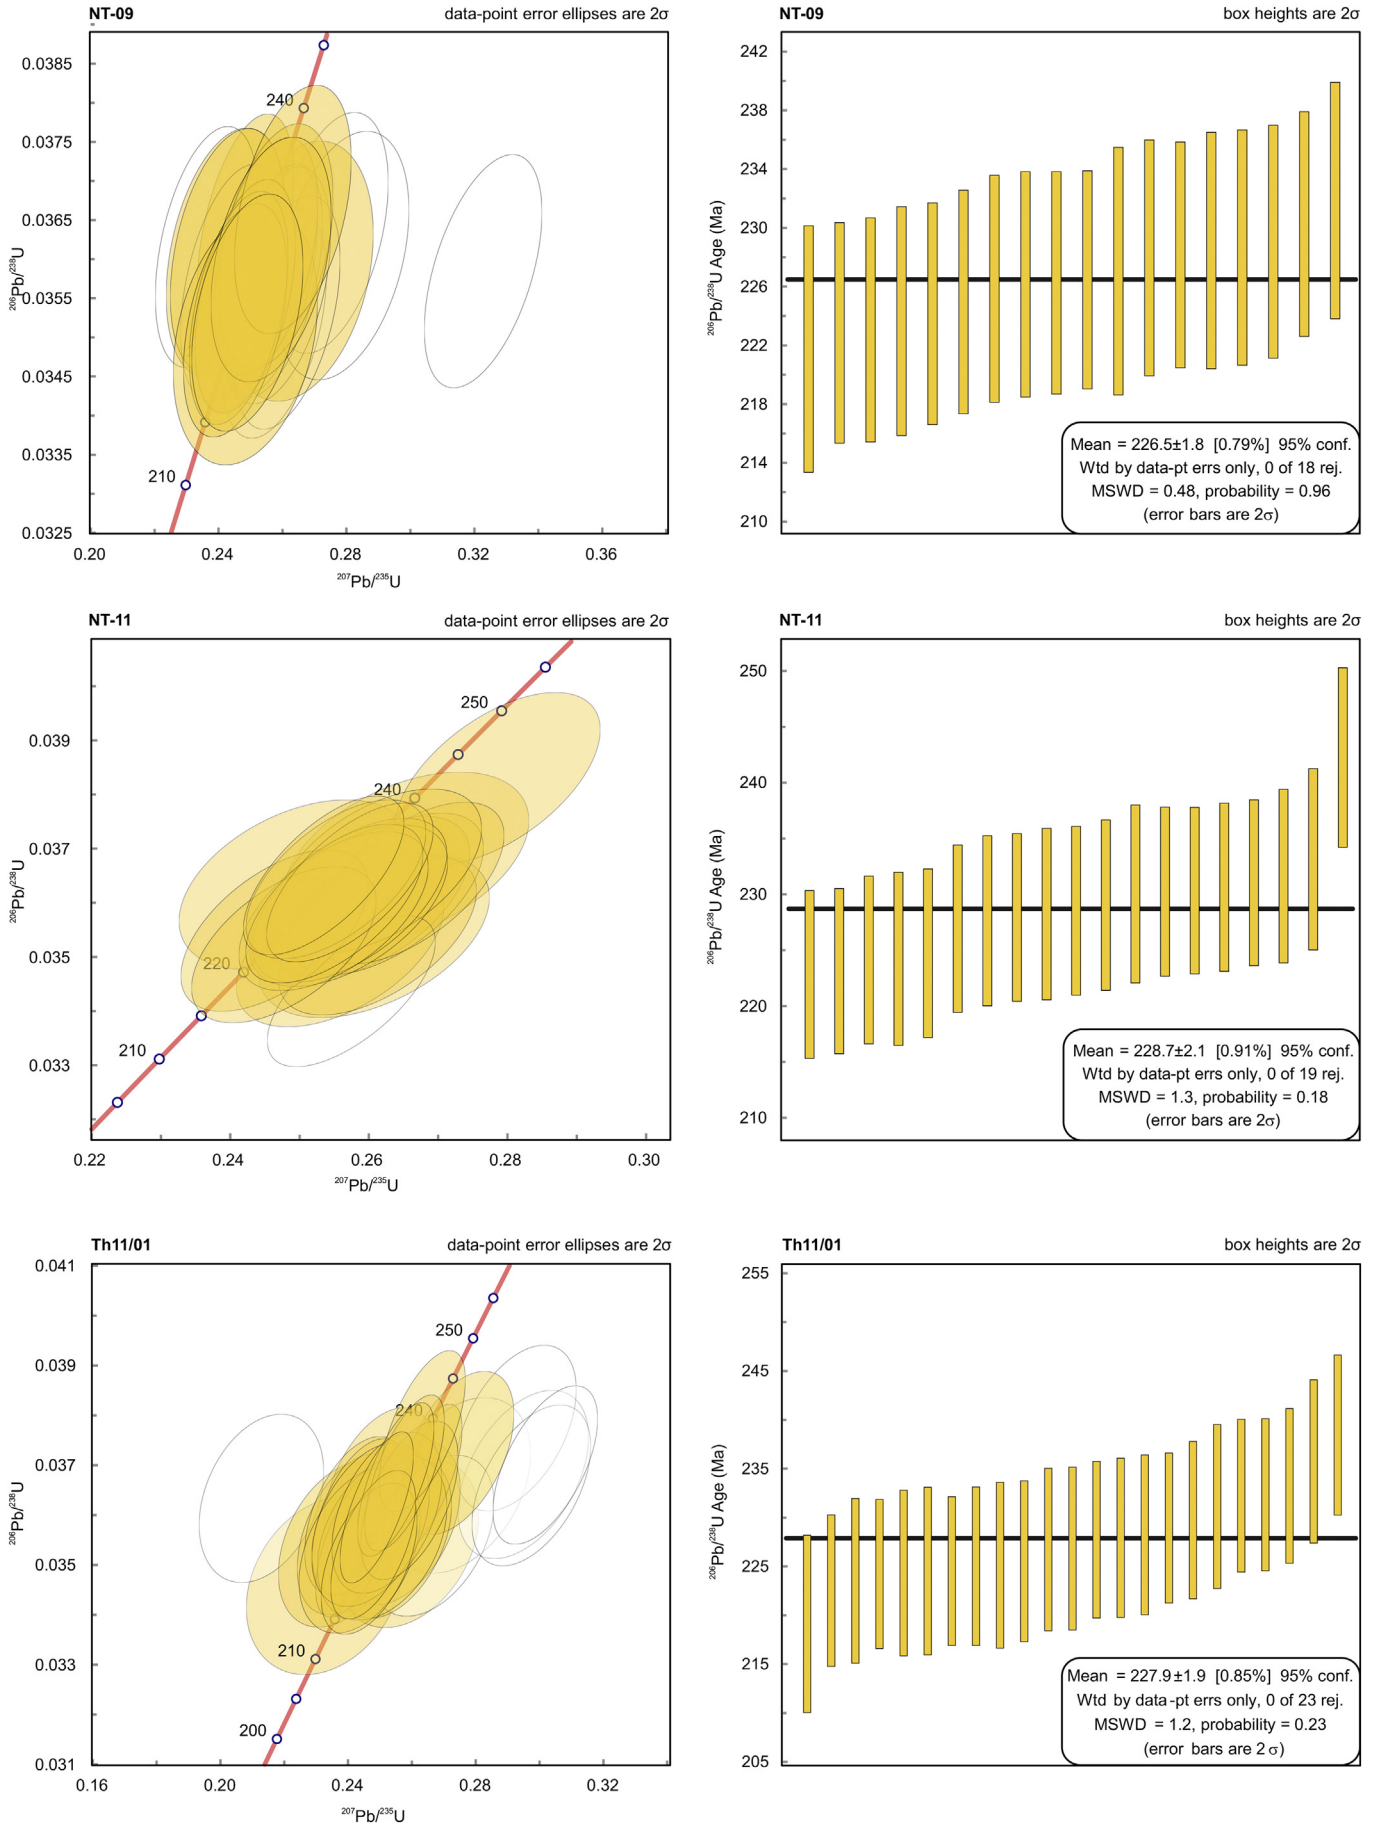 NT-09 data-point error ellipses are 2σ
0.0385
0.0375
0.0365
0.0355
0.0345
0.0335
0.0325
206Pb/238U
240
210
0.20 0.24 0.28 0.32 0.36
207Pb/235U
NT-09 box heights are 2σ
242
238
234
230
226
222
218
214
210
206Pb/238U Age (Ma)
Mean = 226.5±1.8 [0.79%] 95% conf.
Wtd by data-pt errs only, 0 of 18 rej.
MSWD = 0.48, probability = 0.96
(error bars are 2σ)
NT-11 data-point error ellipses are 2σ
0.039
0.037
0.035
0.033
206Pb/238U
250
240
220
210
0.22 0.24 0.26 0.28 0.30
207Pb/235U
NT-11 box heights are 2σ
250
240
230
220
210
206Pb/238U Age (Ma)
Mean = 228.7±2.1 [0.91%] 95% conf.
Wtd by data-pt errs only, 0 of 19 rej.
MSWD = 1.3, probability = 0.18
(error bars are 2σ)
Th11/01 data-point error ellipses are 2σ
0.041
0.039
0.037
0.035
0.033
0.031
206Pb/238U
250
240
210
200
0.16 0.20 0.24 0.28 0.32
207Pb/235U
Th11/01 box heights are 2σ
255
245
235
225
215
205
206Pb/238U Age (Ma)
Mean = 227.9±1.9 [0.85%] 95% conf.
Wtd by data-pt errs only, 0 of 23 rej.
MSWD = 1.2, probability = 0.23
(error bars are 2σ)